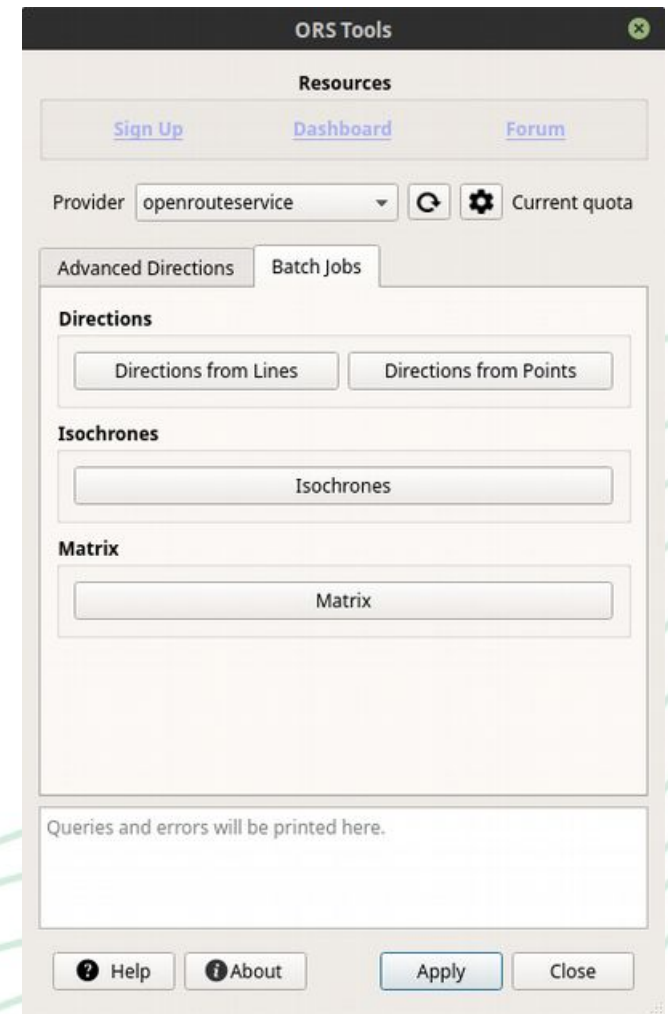 ORS Tools
Resources
Sign Up Dashboard Forum
Provider openrouteservice Current quota
Advanced Directions Batch Jobs
Directions
Directions from Lines Directions from Points
Isochrones
Isochrones
Matrix
Matrix
Queries and errors will be printed here.
Help About Apply Close